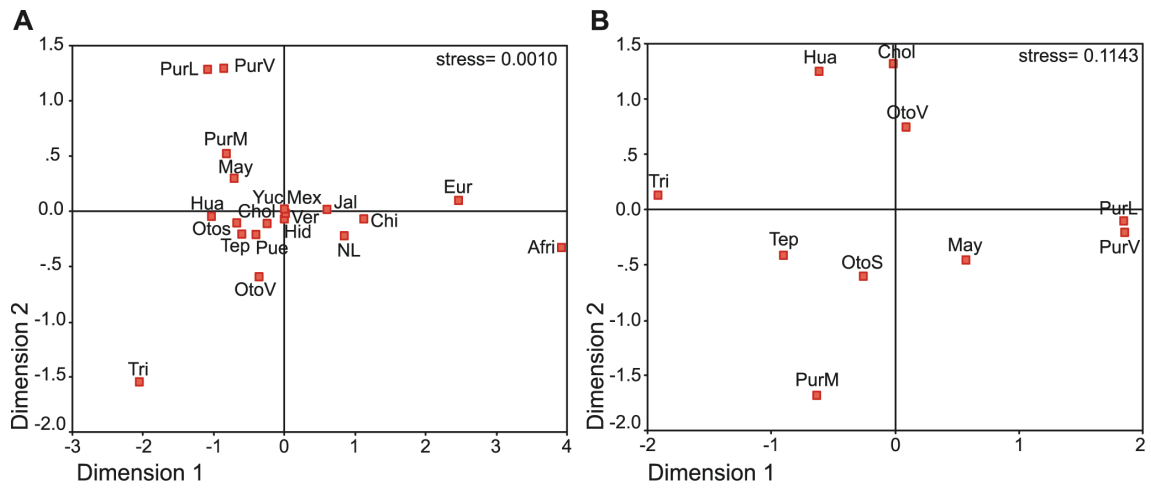 A
1.5
stress= 0.0010
PurL
PurV
1.0
PurM
.5
May
Eur
Hua
Yuc
Mex
Jal
0.0
Chol
Ver
Chi
Otos
Hid
Tep
Pue
NL
Afri
-.5
OtoV
-1.0
Tri
-1.5
-2.0
Dimension 2
-3
-2
-1
0
1
2
3
4
Dimension 1
B
1.5
stress= 0.1143
Hua
Chol
1.0
OtoV
.5
Tri
0.0
PurL
PurV
Tep
May
OtoS
-.5
-1.0
PurM
-1.5
-2.0
Dimension 2
-2
-1
0
1
2
Dimension 1